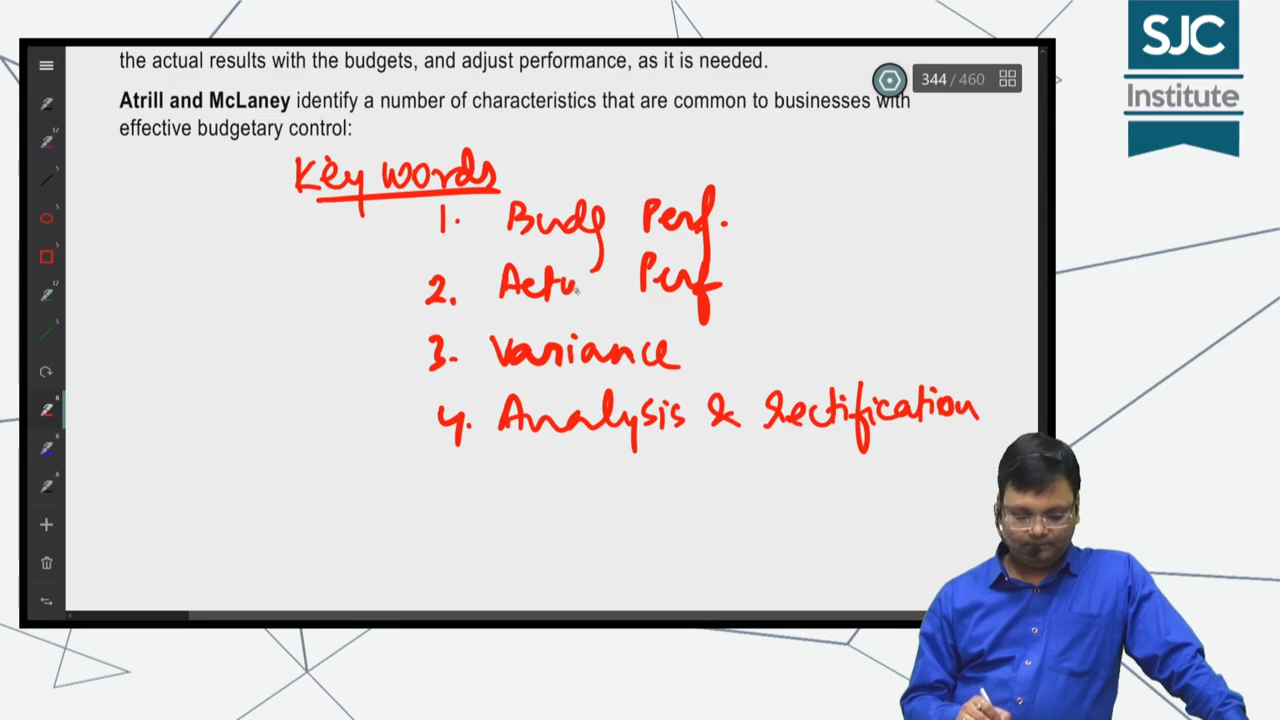 the actual results with the budgets, and adjust performance, as it is needed.
344 / 460
Atrill and McLaney identify a number of characteristics that are common to businesses with
effective budgetary control:
Key words
1. Budg Perf.
2. Actu Perf
3. Variance
4. Analysis & Rectification
SJC
Institute